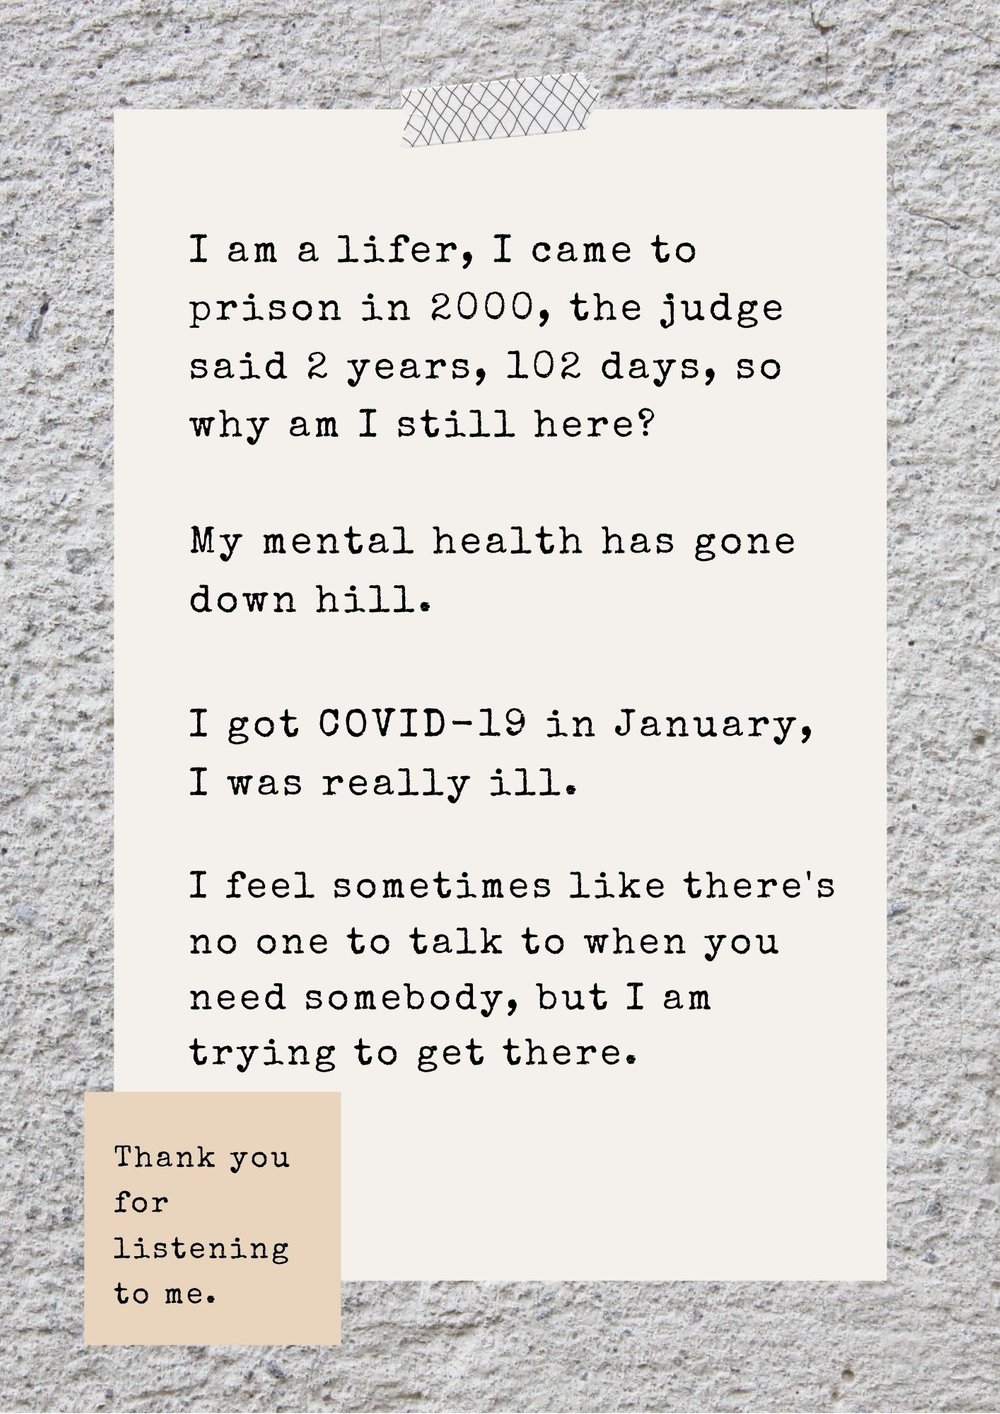 I am a lifer, I came to
prison in 2000, the judge
said 2 years, 102 days, so
why am I still here?
My mental health has gone
down hill.
I got COVID-19 in January,
I was really ill.
I feel sometimes like there's
no one to talk to when you
need somebody, but I am
trying to get there.
Thank you
for
listening
to me.